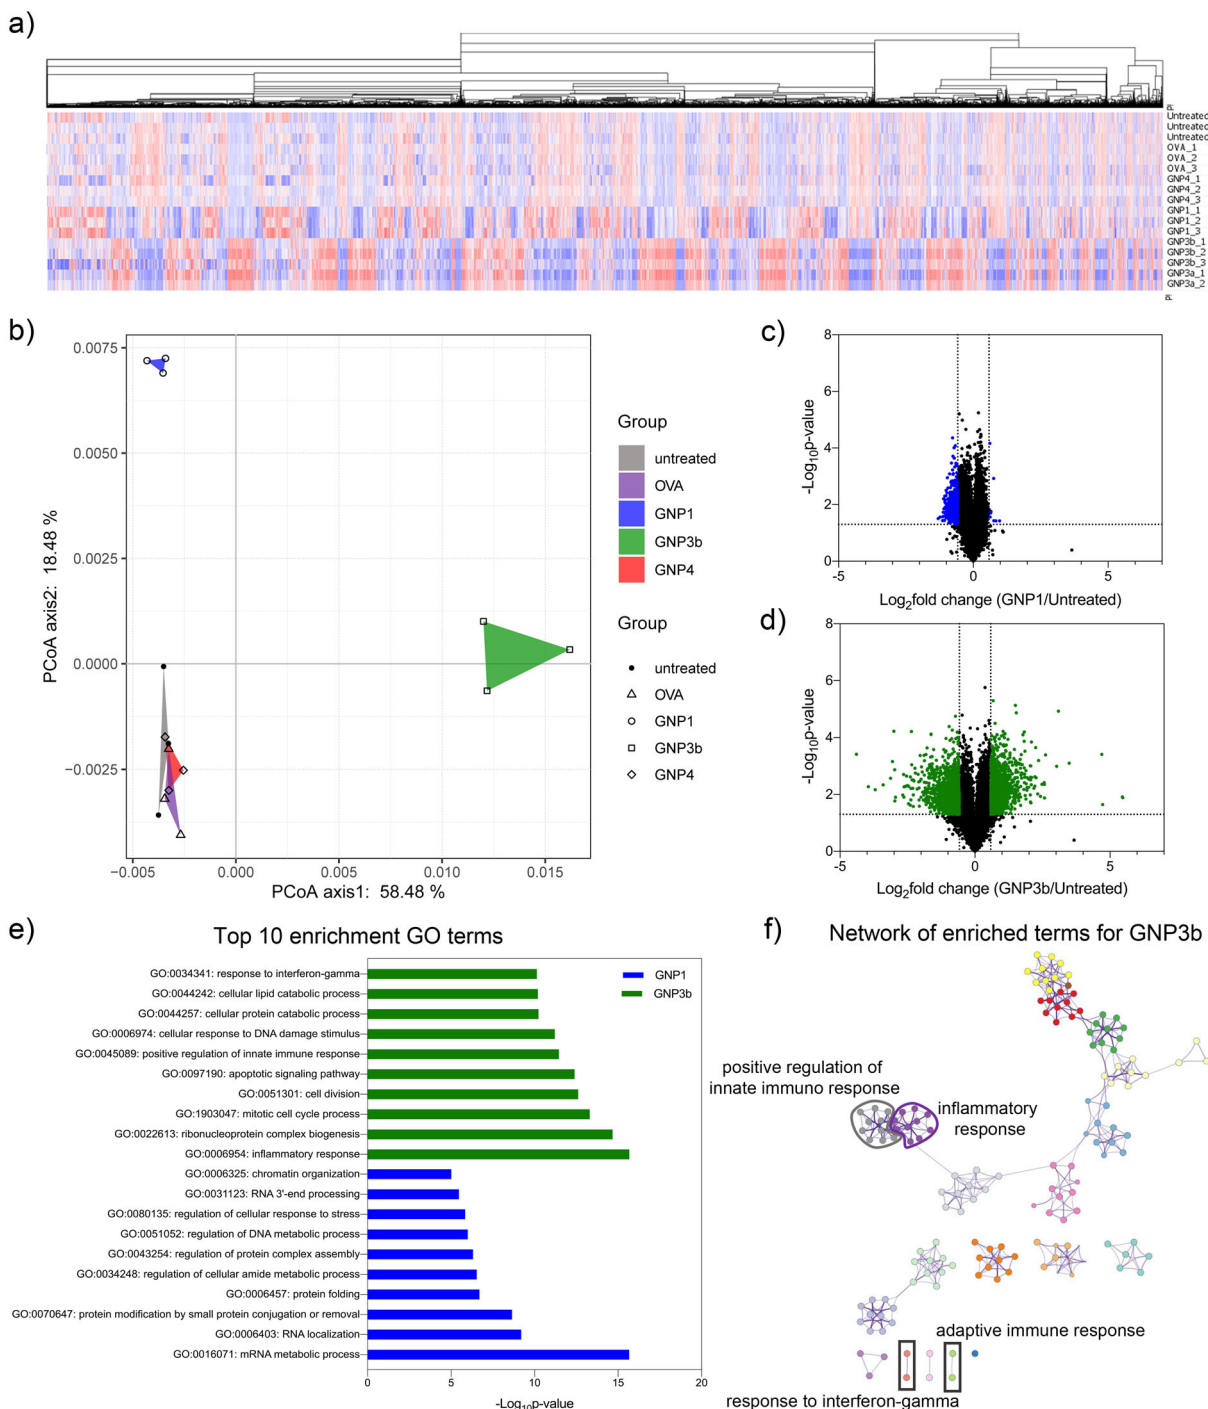 a)
Untreated
Untreated
Untreated
OVA_1
OVA_2
OVA_3
GNP4_1
GNP4_2
GNP4_3
GNP1_1
GNP1_2
GNP1_3
GNP3b_1
GNP3b_2
GNP3b_3
GNP3a_1
GNP3a_2
b)
0.0075
0.0050
0.0025
0.0000
−0.0025
PCoA axis2: 18.48 %
−0.005
0.000
0.005
0.010
0.015
PCoA axis1: 58.48 %
Group
untreated
OVA
GNP1
GNP3b
GNP4
Group
untreated
OVA
GNP1
GNP3b
GNP4
c)
8
6
4
2
0
-Log10p-value
-5
0
5
Log2fold change (GNP1/Untreated)
d)
8
6
4
2
0
-Log10p-value
-5
0
5
Log2fold change (GNP3b/Untreated)
e)
Top 10 enrichment GO terms
GO:0034341: response to interferon-gamma
GO:0044242: cellular lipid catabolic process
GO:0044257: cellular protein catabolic process
GO:0006974: cellular response to DNA damage stimulus
GO:0045089: positive regulation of innate immune response
GO:0097190: apoptotic signaling pathway
GO:0051301: cell division
GO:1903047: mitotic cell cycle process
GO:0022613: ribonucleoprotein complex biogenesis
GO:0006954: inflammatory response
GO:0006325: chromatin organization
GO:0031123: RNA 3'-end processing
GO:0080135: regulation of cellular response to stress
GO:0051052: regulation of DNA metabolic process
GO:0043254: regulation of protein complex assembly
GO:0034248: regulation of cellular amide metabolic process
GO:0006457: protein folding
GO:0070647: protein modification by small protein conjugation or removal
GO:0006403: RNA localization
GO:0016071: mRNA metabolic process
GNP1
GNP3b
0
5
10
15
20
-Log10p-value
f)
Network of enriched terms for GNP3b
positive regulation of
innate immuno response
inflammatory
response
adaptive immune response
response to interferon-gamma